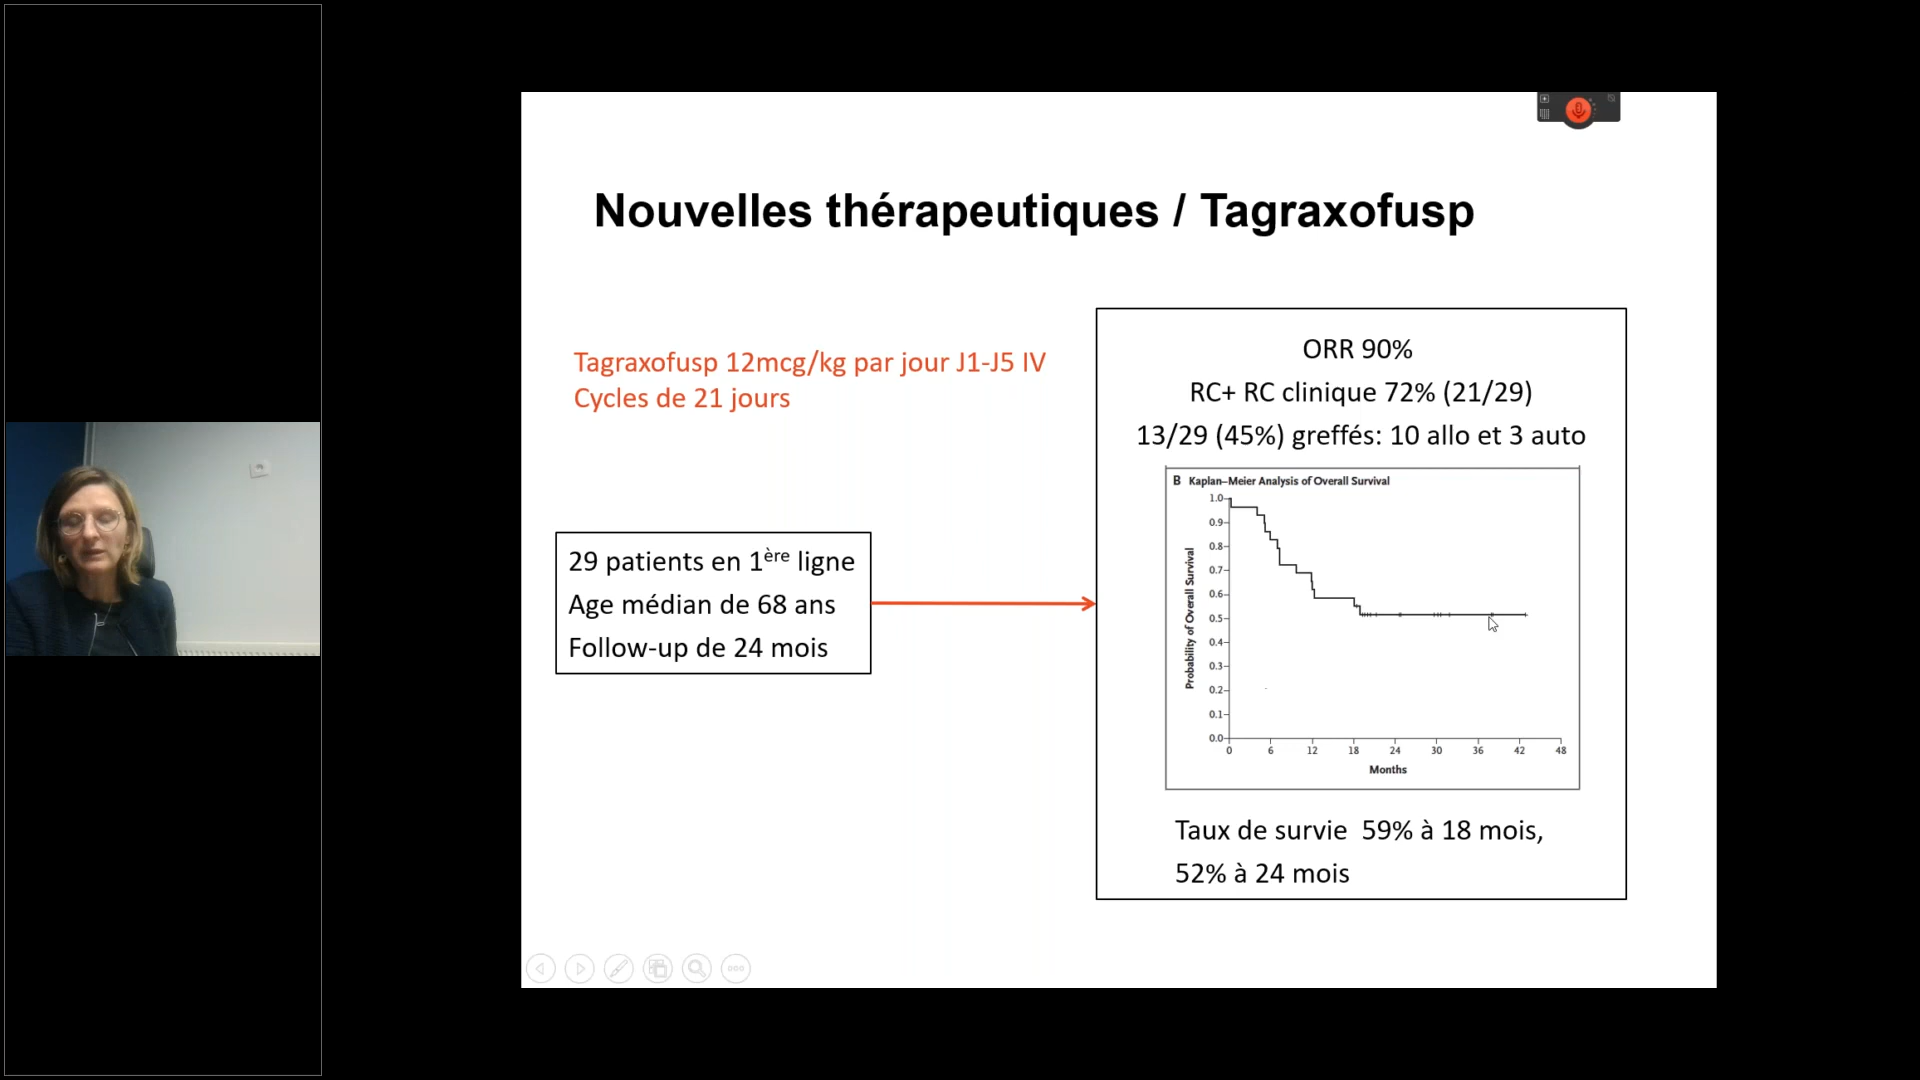 Nouvelles thérapeutiques / Tagraxofusp
Tagraxofusp 12mcg/kg par jour J1-J5 IV
Cycles de 21 jours
29 patients en 1ère ligne
Age médian de 68 ans
Follow-up de 24 mois
ORR 90%
RC+ RC clinique 72% (21/29)
13/29 (45%) greffés: 10 allo et 3 auto
B Kaplan–Meier Analysis of Overall Survival
Probability of Overall Survival
1.0
0.9
0.8
0.7
0.6
0.5
0.4
0.3
0.2
0.1
0.0
0 6 12 18 24 30 36 42 48
Months
Taux de survie 59% à 18 mois,
52% à 24 mois